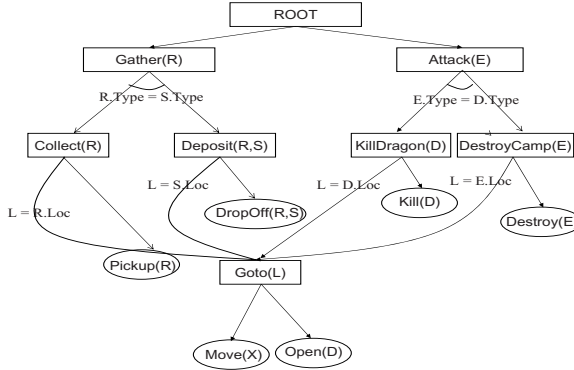 ROOT
Gather(R)
Attack(E)
R.Type = S.Type
E.Type = D.Type
Collect(R)
Deposit(R,S)
KillDragon(D)
DestroyCamp(E)
L = R.Loc
L = S.Loc
L = D.Loc
L = E.Loc
DropOff(R,S)
Kill(D)
Destroy(E
Pickup(R)
Goto(L)
Move(X)
Open(D)